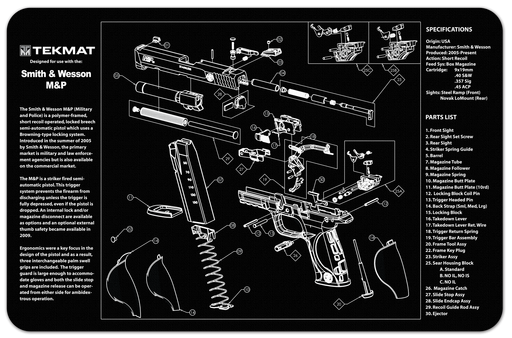 TEKMAT
Designed for use with the:
Smith & Wesson
M&P
The Smith & Wesson M&P (Military
and Police) is a polymer-framed,
short recoil operated, locked breech
semi-automatic pistol which uses a
Browning-type locking system.
Introduced in the summer of 2005
by Smith & Wesson, the primary
market is military and law enforce-
ment agencies but is also available
on the commercial market.
The M&P is a striker fired semi-
automatic pistol. This trigger
system prevents the firearm from
discharging unless the trigger is
fully depressed, even if the pistol is
dropped. An internal lock and/or
magazine disconnect are available
as options and an optional external
thumb safety became available in
2009.
Ergonomics were a key focus in the
design of the pistol and as a result,
three interchangeable palm swell
grips are included. The trigger
guard is large enough to accommo-
date gloves and both the slide stop
and magazine release can be oper-
ated from either side for ambidex-
trous operation.
SPECIFICATIONS
Origin: USA
Manufacturer: Smith & Wesson
Produced: 2005-Present
Action: Short Recoil
Feed Sys: Box Magazine
Cartridge: 9x19mm
.40 S&W
.357 Sig
.45 ACP
Sights: Steel Ramp (Front)
Novak LoMount (Rear)
PARTS LIST
1. Front Sight
2. Rear Sight Set Screw
3. Rear Sight
4. Striker Spring Guide
5. Barrel
7. Magazine Tube
8. Magazine Follower
9. Magazine Spring
10. Magazine Butt Plate
11. Magazine Butt Plate (10rd)
12. Locking Block Coil Pin
13. Trigger Headed Pin
14. Back Strap (Sml, Med, Lrg)
15. Locking Block
16. Takedown Lever
17. Takedown Lever Ret. Wire
18. Trigger Return Spring
19. Trigger Bar Assembly
20. Frame Tool Assy
22. Frame Key Plug
23. Striker Assy
25. Sear Housing Block
A. Standard
B. NO IL, NO IS
C. NO IL
26. Magazine Catch
27. Slide Stop Assy
28. Slide Endcap Assy
29. Recoil Guide Rod Assy
30. Ejector